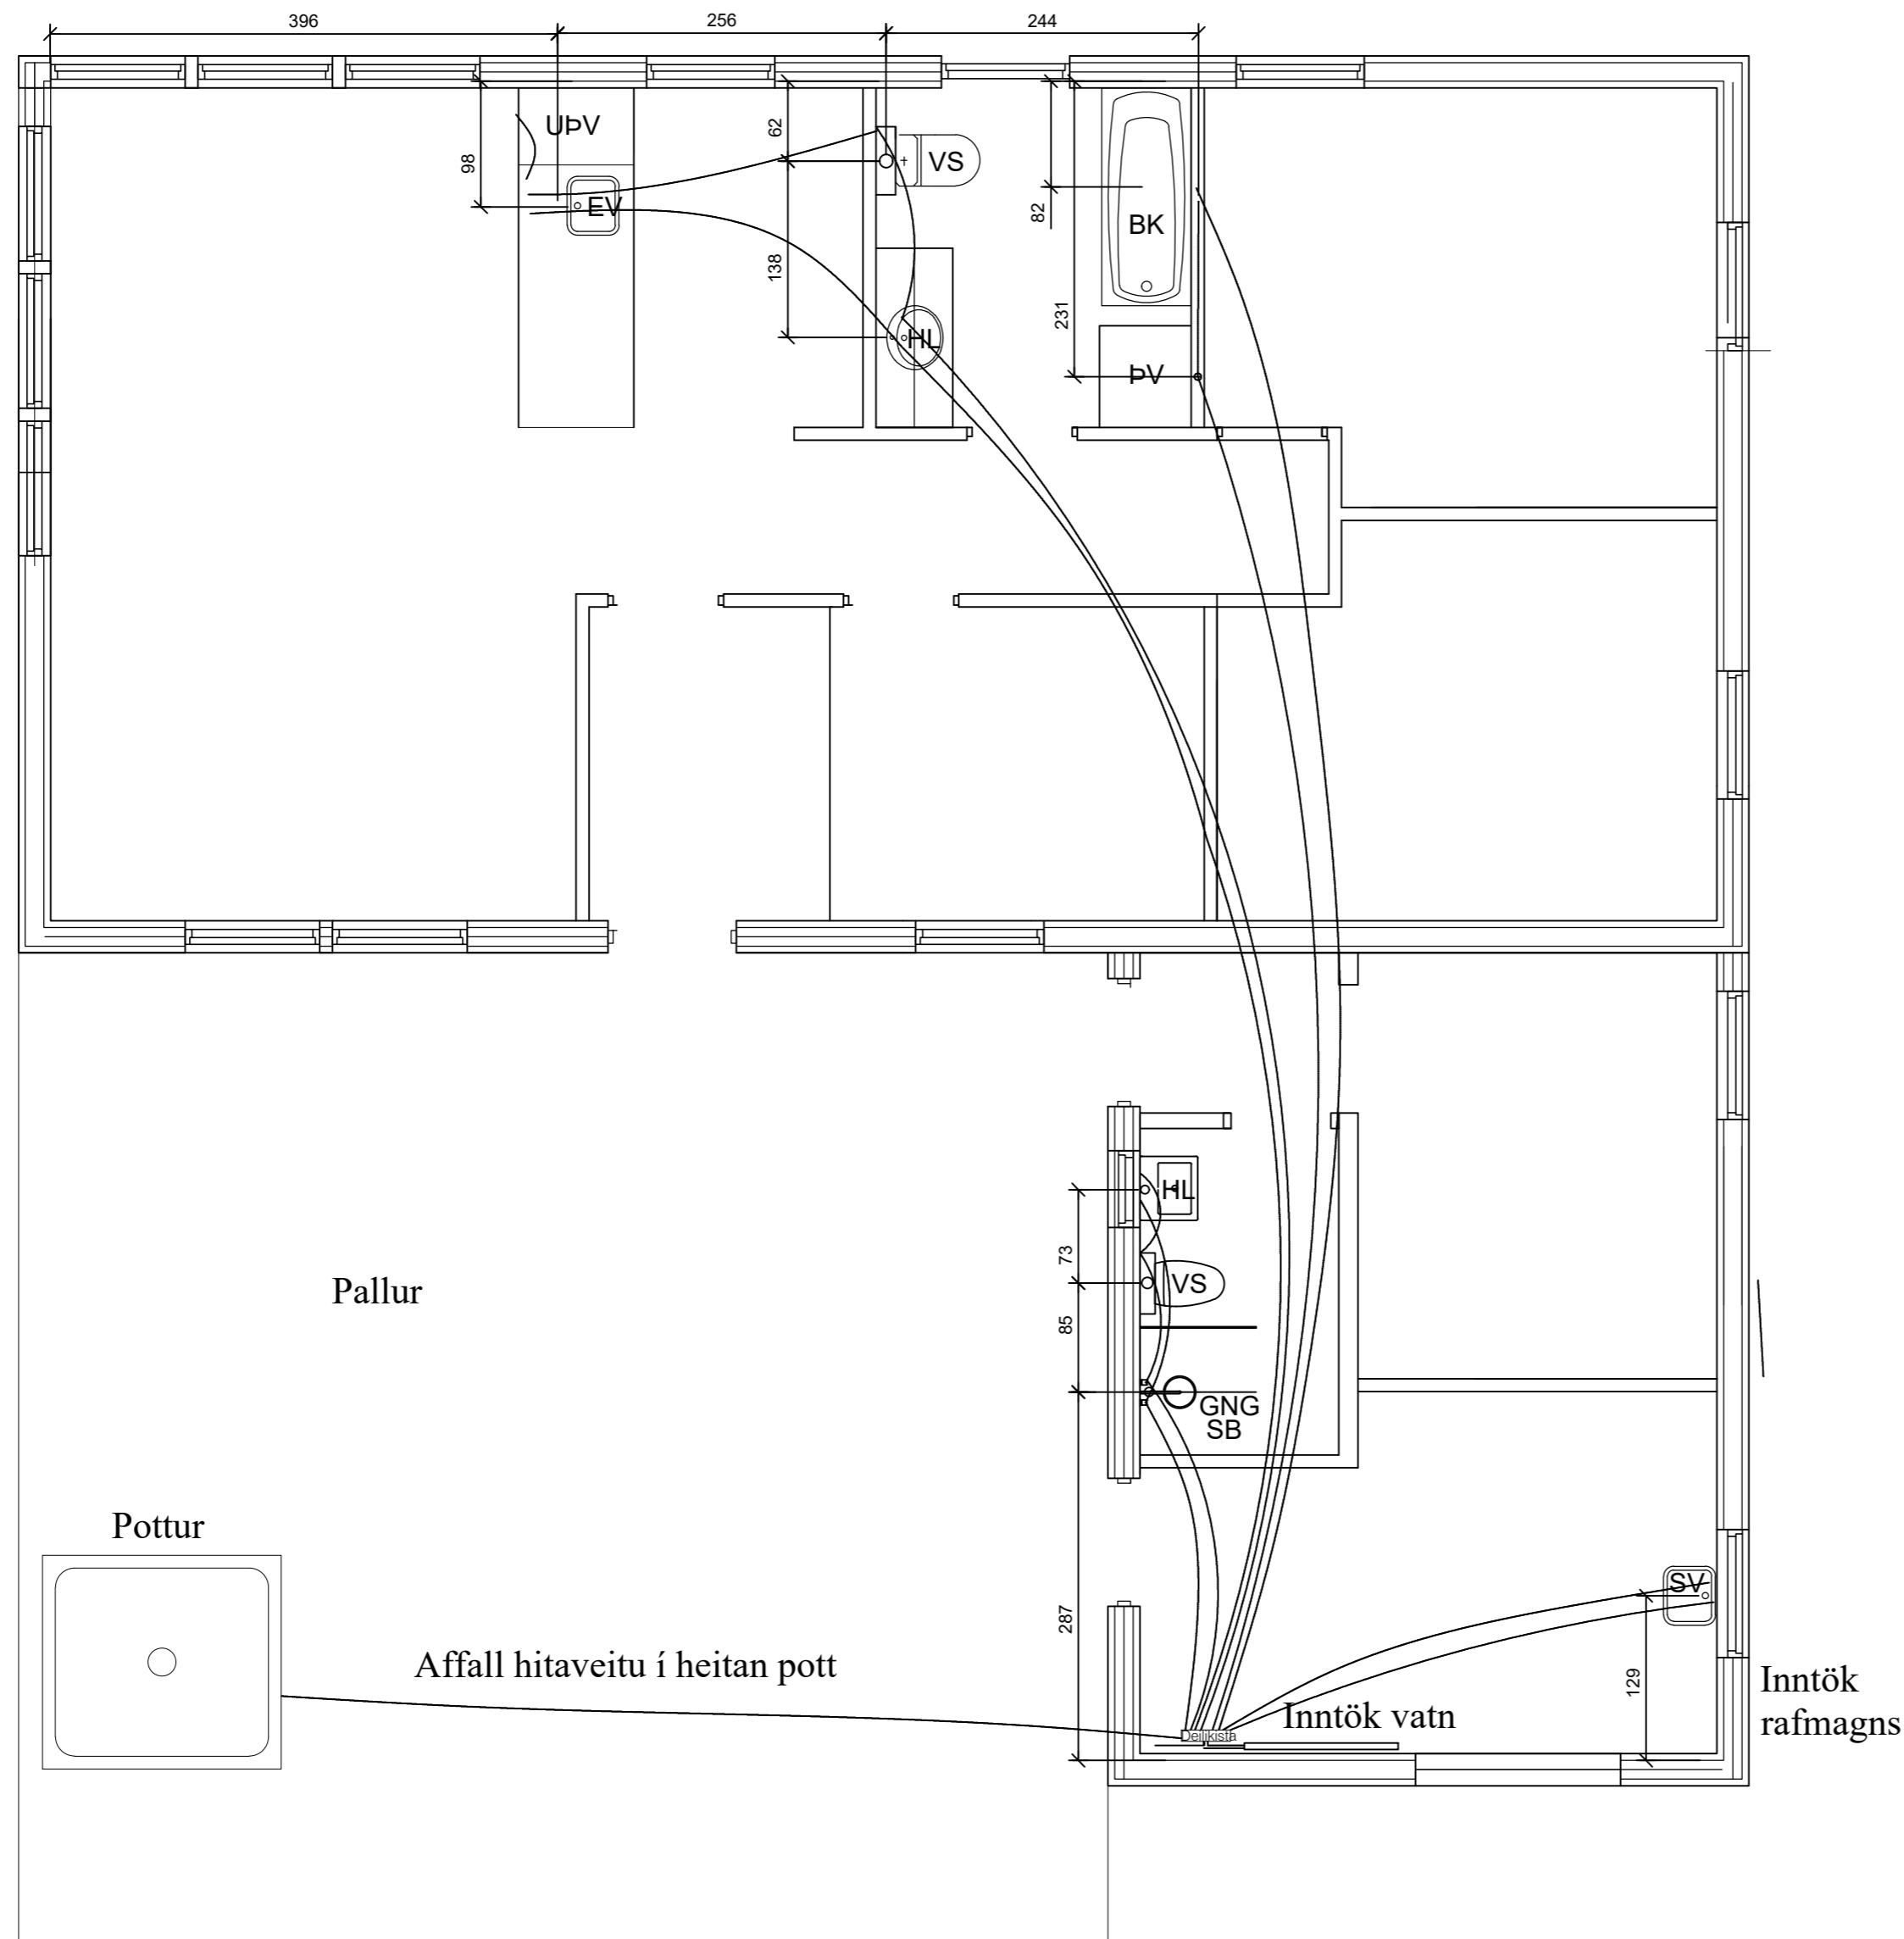 396
256
244
UÞV
62
VS
98
EV
82
BK
138
231
HL
ÞV
HL
73
VS
Pallur
85
GNG
SB
Pottur
SV
287
Affall hitaveitu í heitan pott
129
Inntök
rafmagns
Inntök vatn
Deilikista